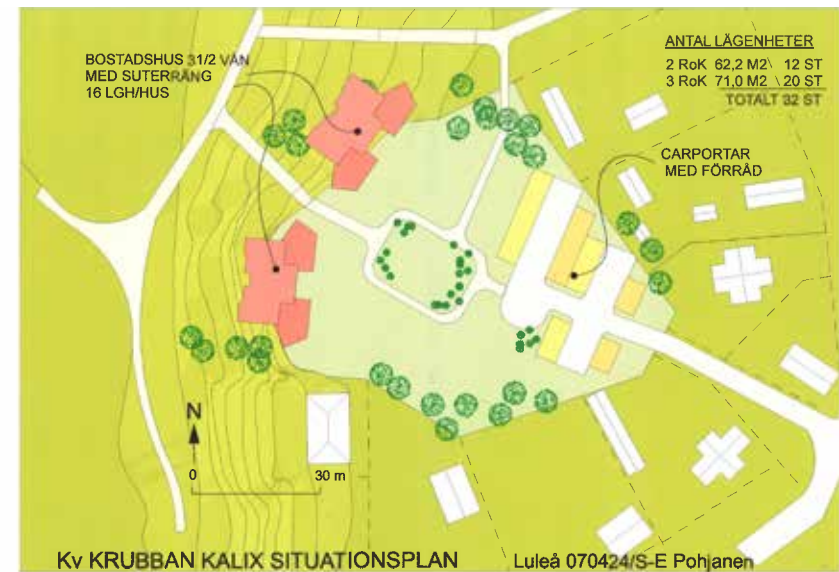 BOSTADSHUS 31/2 VÅN
MED SUTERRÄNG
16 LGH/HUS
ANTAL LÄGENHETER
2 RoK 62,2 M2 12 ST
3 RoK 71,0 M2 20 ST
TOTALT 32 ST
CARPORTAR
MED FÖRRÅD
N
0 30 m
Kv KRUBBAN KALIX SITUATIONSPLAN Luleå 070424/S-E Pohjanen